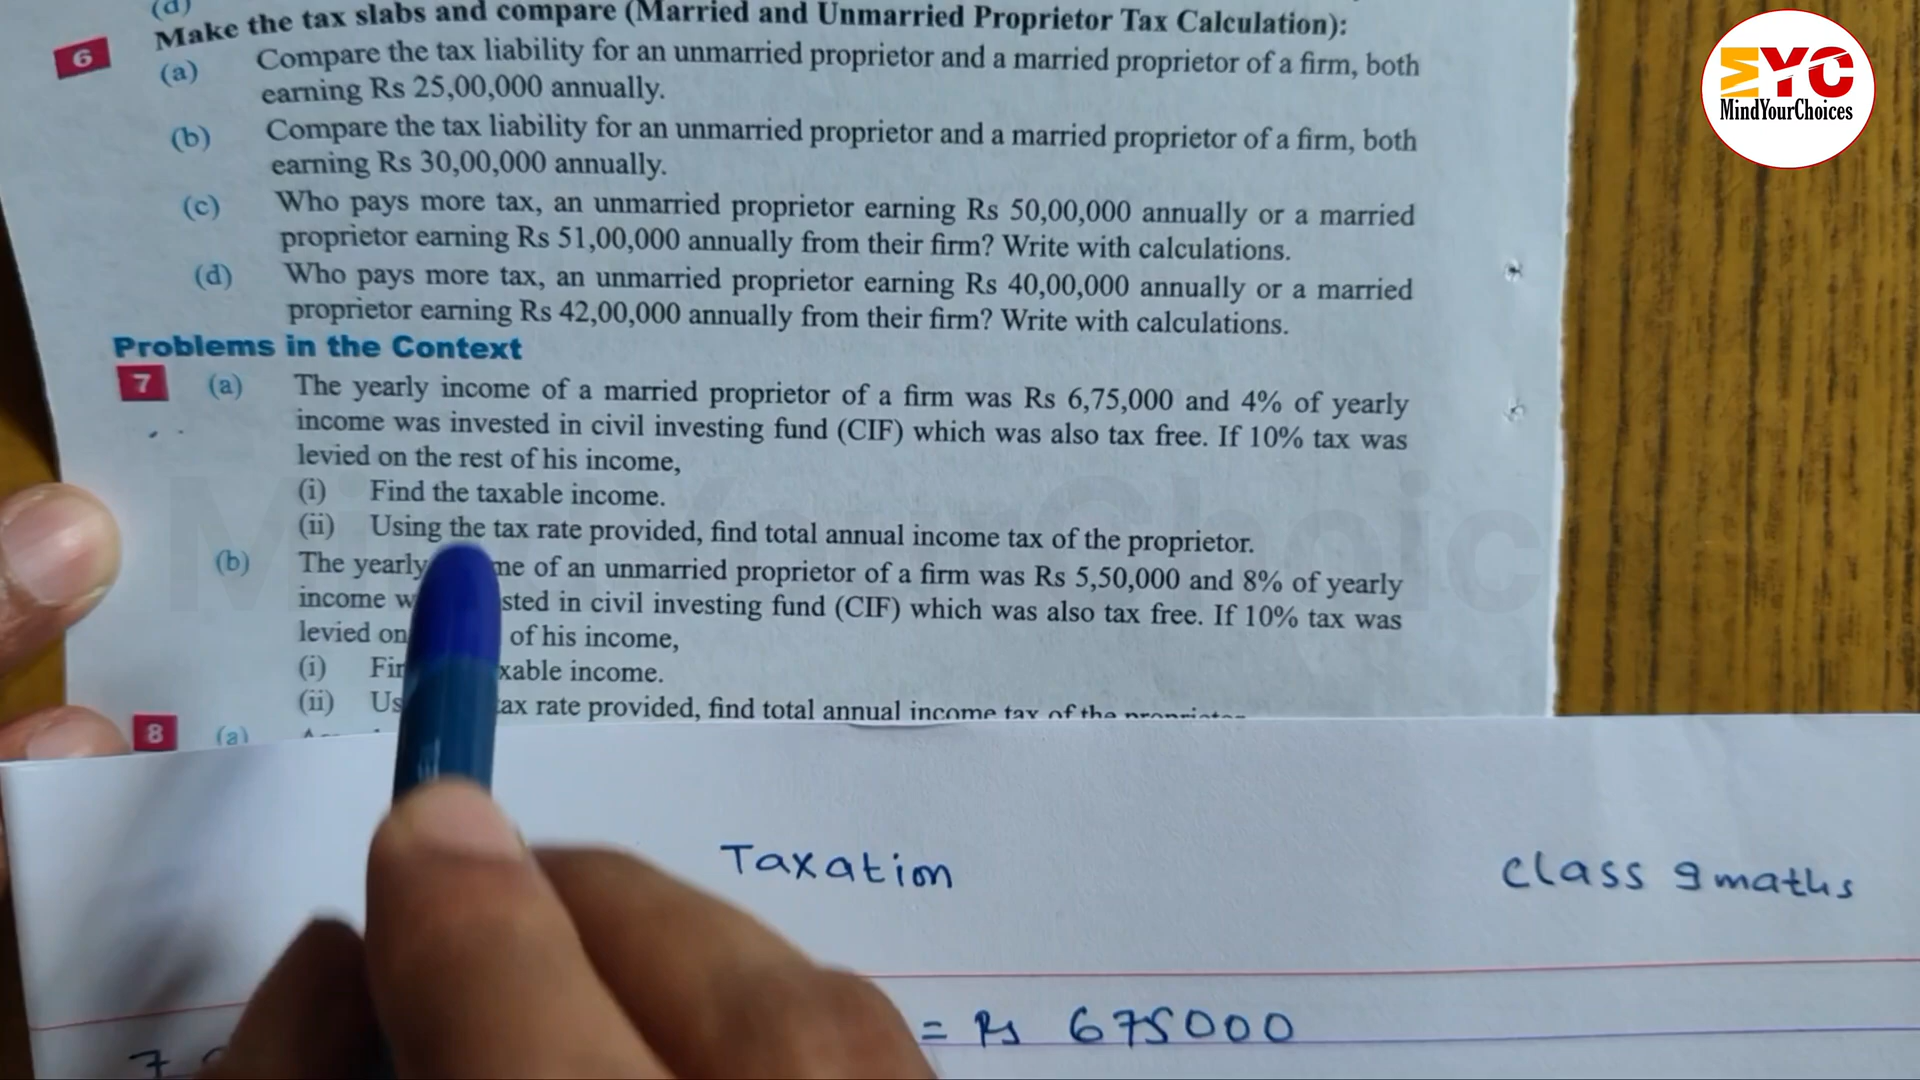 (d)
6 Make the tax slabs and compare (Married and Unmarried Proprietor Tax Calculation):
(a) Compare the tax liability for an unmarried proprietor and a married proprietor of a firm, both
earning Rs 25,00,000 annually.
(b) Compare the tax liability for an unmarried proprietor and a married proprietor of a firm, both
earning Rs 30,00,000 annually.
(c) Who pays more tax, an unmarried proprietor earning Rs 50,00,000 annually or a married
proprietor earning Rs 51,00,000 annually from their firm? Write with calculations.
(d) Who pays more tax, an unmarried proprietor earning Rs 40,00,000 annually or a married
proprietor earning Rs 42,00,000 annually from their firm? Write with calculations.
Problems in the Context
7 (a) The yearly income of a married proprietor of a firm was Rs 6,75,000 and 4% of yearly
income was invested in civil investing fund (CIF) which was also tax free. If 10% tax was
levied on the rest of his income,
(i) Find the taxable income.
(ii) Using the tax rate provided, find total annual income tax of the proprietor.
(b) The yearly me of an unmarried proprietor of a firm was Rs 5,50,000 and 8% of yearly
income w sted in civil investing fund (CIF) which was also tax free. If 10% tax was
levied on of his income,
(i) Fin xable income.
(ii) Us tax rate provided, find total annual income tax of the proprietor
8 (a)
Taxation class 9 maths
= Rs 675000
7
MYC
MindYourChoices
MindYourChoic